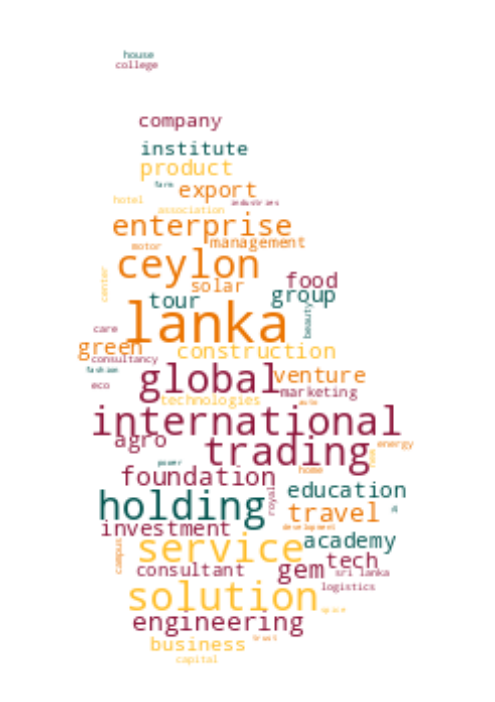 house
college
company
institute
product
farm export
hotel industries
association
enterprise
motor management
ceylon
center solar food
tour group
lanka beauty
care
green construction
consultancy
fashion global venture
eco marketing
technologies auto
international
agro trading energy
power home
foundation
holding royal education
travel
investment development
campus service academy
consultant gem tech
sri lanka
solution logistics
spice
engineering
business trust
capital